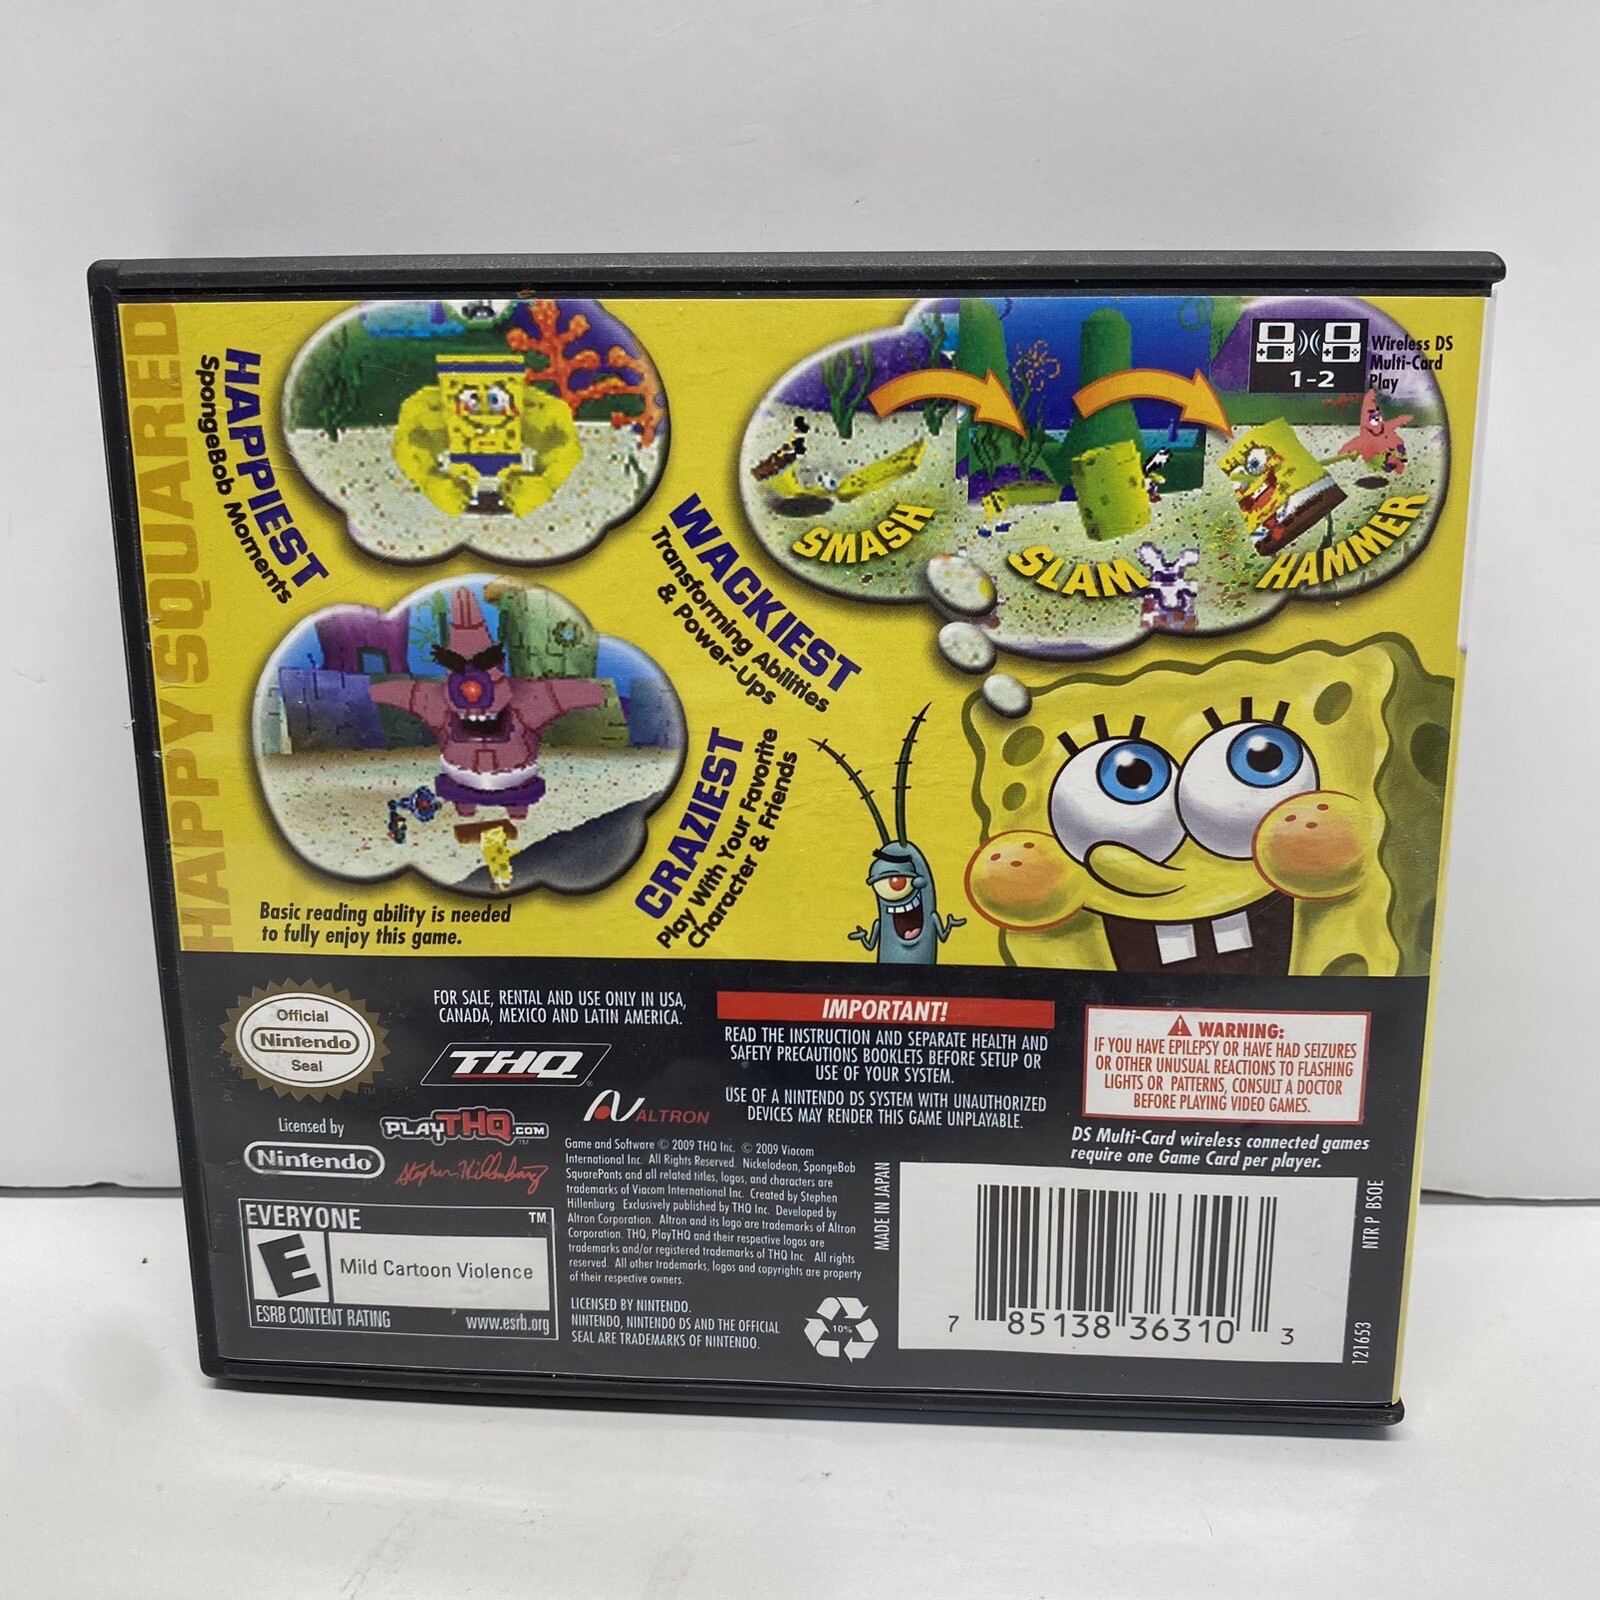 HAPPY SQUARED
HAPPIEST
SpongeBob Moments
WACKIEST
Transforming Abilities
& Power-Ups
CRAZIEST
Play With Your Favorite
Character & Friends
SMASH
SLAM
HAMMER
1-2
Wireless DS
Multi-Card
Play
Basic reading ability is needed
to fully enjoy this game.
Official
Nintendo
Seal
TM
FOR SALE, RENTAL AND USE ONLY IN USA,
CANADA, MEXICO AND LATIN AMERICA.
THQ®
Licensed by
Nintendo®
PLAYTHQ.COM™
Stephen Hillenburg
ALTRON
IMPORTANT!
READ THE INSTRUCTION AND SEPARATE HEALTH AND
SAFETY PRECAUTIONS BOOKLETS BEFORE SETUP OR
USE OF YOUR SYSTEM.
USE OF A NINTENDO DS SYSTEM WITH UNAUTHORIZED
DEVICES MAY RENDER THIS GAME UNPLAYABLE.
WARNING:
IF YOU HAVE EPILEPSY OR HAVE HAD SEIZURES
OR OTHER UNUSUAL REACTIONS TO FLASHING
LIGHTS OR PATTERNS, CONSULT A DOCTOR
BEFORE PLAYING VIDEO GAMES.
DS Multi-Card wireless connected games
require one Game Card per player.
Game and Software © 2009 THQ Inc. © 2009 Viacom
International Inc. All Rights Reserved. Nickelodeon, SpongeBob
SquarePants and all related titles, logos, and characters are
trademarks of Viacom International Inc. Created by Stephen
Hillenburg. Exclusively published by THQ Inc. Developed by
Altron Corporation. Altron and its logo are trademarks of Altron
Corporation. THQ, PlayTHQ and their respective logos are
trademarks and/or registered trademarks of THQ Inc. All rights
reserved. All other trademarks, logos and copyrights are property
of their respective owners.
LICENSED BY NINTENDO.
NINTENDO, NINTENDO DS AND THE OFFICIAL
SEAL ARE TRADEMARKS OF NINTENDO.
EVERYONE
TM
E
Mild Cartoon Violence
ESRB CONTENT RATING
www.esrb.org
10%
MADE IN JAPAN
7 85138 36310 3
NTR P BSOE
121653